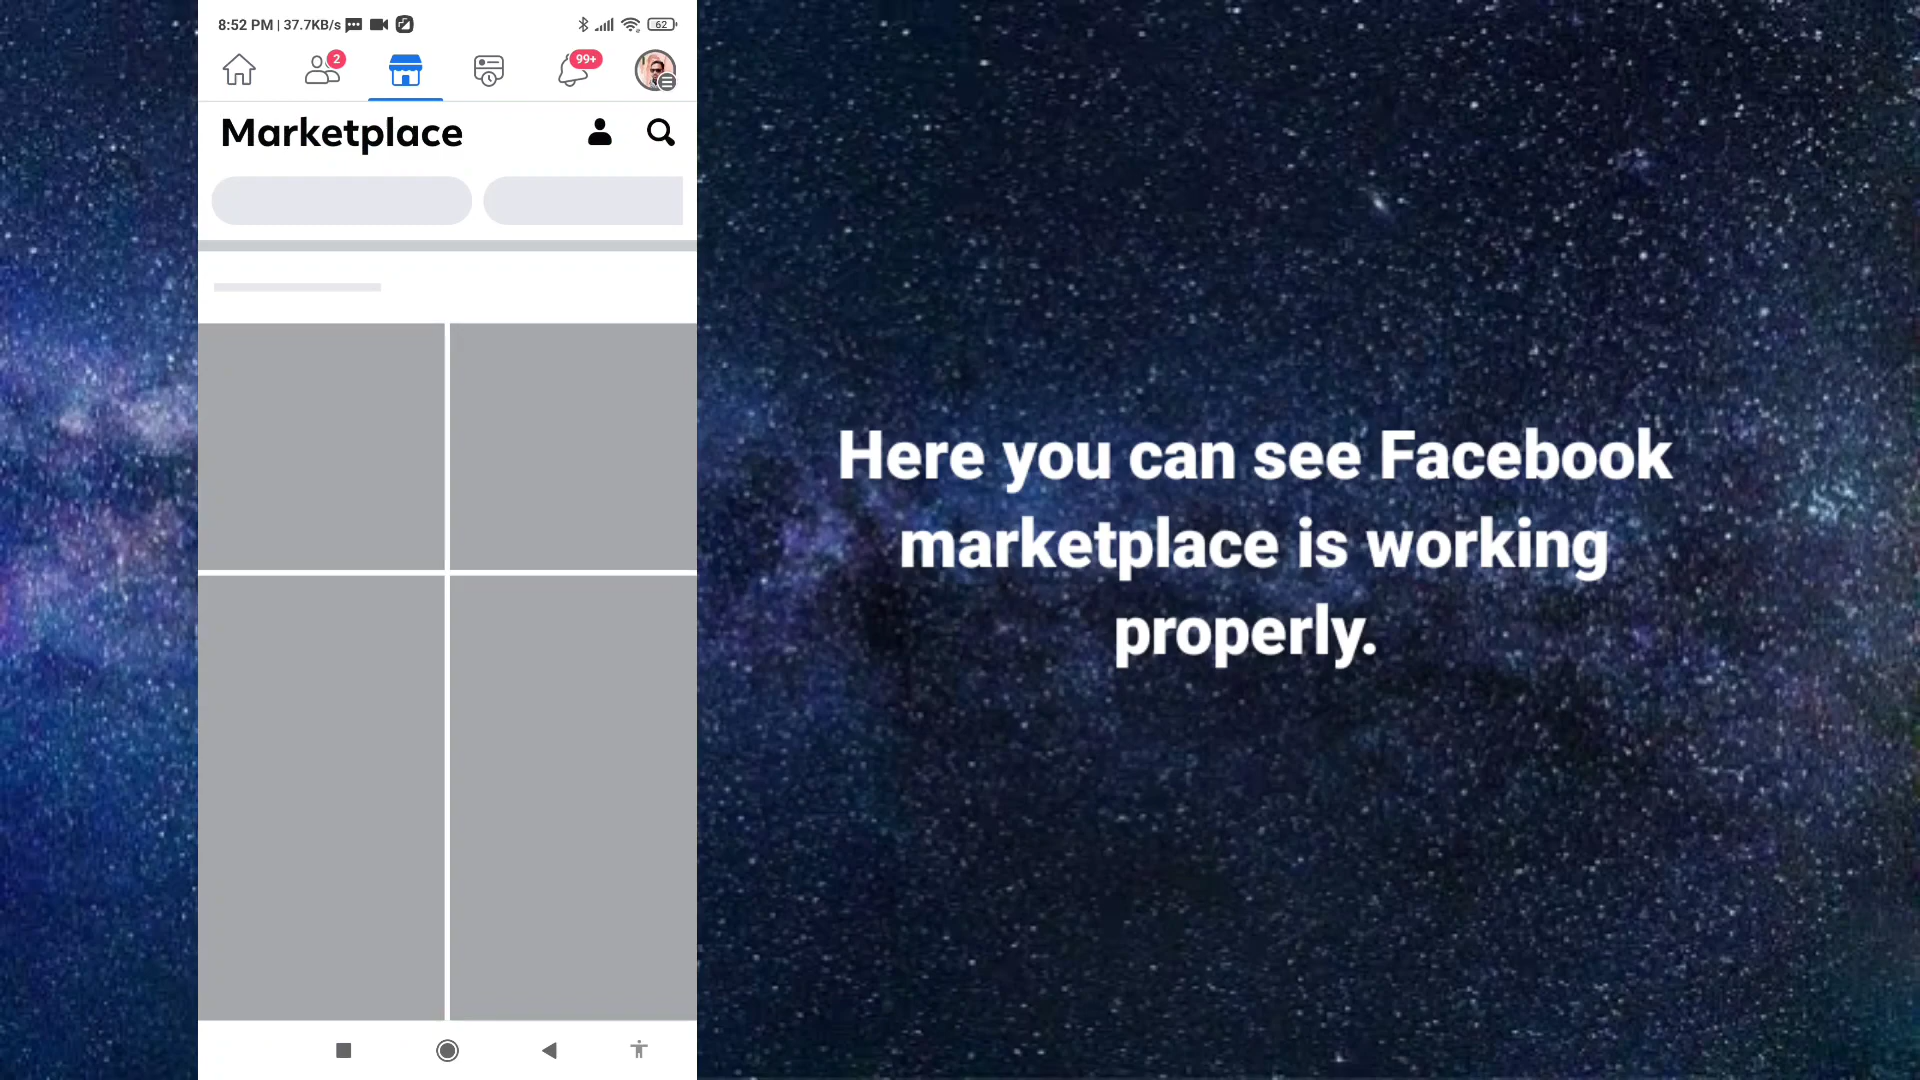 8:52 PM | 37.7KB/s
62
2
99+
Marketplace
Here you can see Facebook
marketplace is working
properly.